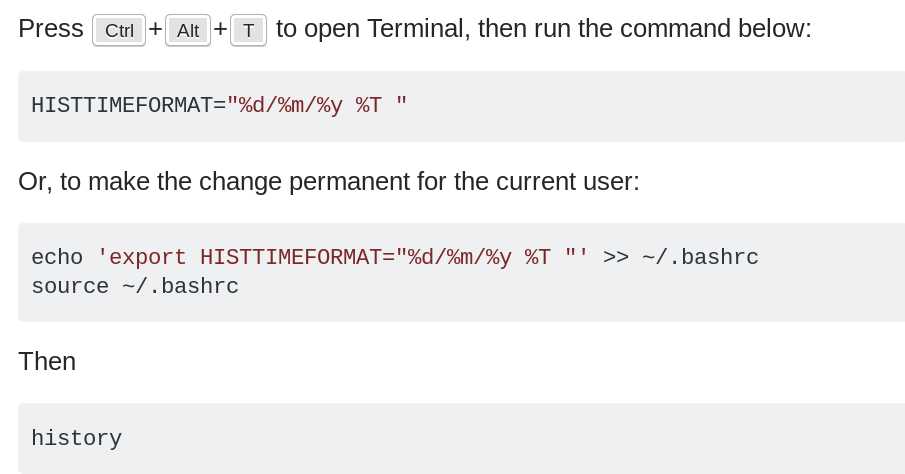 Press Ctrl+Alt+T to open Terminal, then run the command below:
HISTTIMEFORMAT="%d/%m/%y %T "
Or, to make the change permanent for the current user:
echo 'export HISTTIMEFORMAT="%d/%m/%y %T "' >> ~/.bashrc
source ~/.bashrc
Then
history